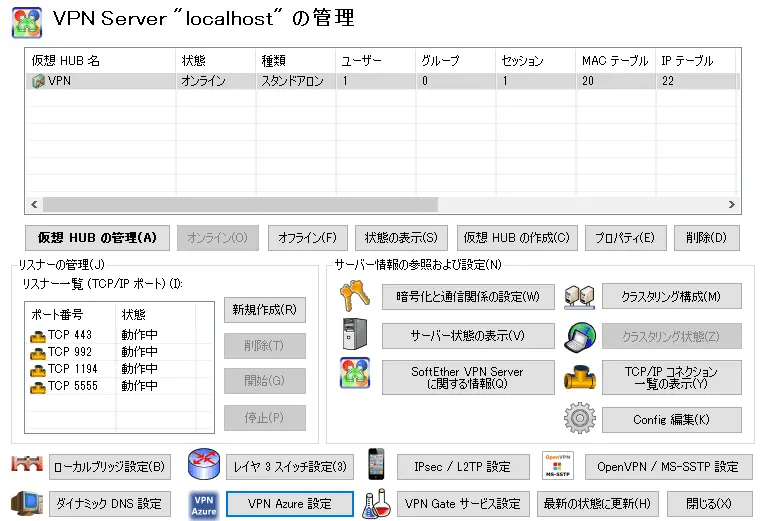 VPN Server "localhost" の管理
仮想 HUB 名 状態 種類 ユーザー グループ セッション MAC テーブル IP テーブル
VPN オンライン スタンドアロン 1 0 1 20 22
仮想 HUB の管理(A) オンライン(O) オフライン(F) 状態の表示(S) 仮想 HUB の作成(C) プロパティ(E) 削除(D)
リスナーの管理(J)
リスナー一覧 (TCP/IP ポート) (I):
ポート番号 状態
TCP 443 動作中
TCP 992 動作中
TCP 1194 動作中
TCP 5555 動作中
新規作成(R)
削除(T)
開始(G)
停止(P)
サーバー情報の参照および設定(N)
暗号化と通信関係の設定(W)
クラスタリング構成(M)
サーバー状態の表示(V)
クラスタリング状態(Z)
SoftEther VPN Server
に関する情報(Q)
TCP/IP コネクション
一覧の表示(Y)
Config 編集(K)
ローカルブリッジ設定(B) レイヤ 3 スイッチ設定(3) IPsec / L2TP 設定
OpenVPN
MS-SSTP
OpenVPN / MS-SSTP 設定
ダイナミック DNS 設定
VPN
Azure
VPN Azure 設定 VPN Gate サービス設定 最新の状態に更新(H) 閉じる(X)